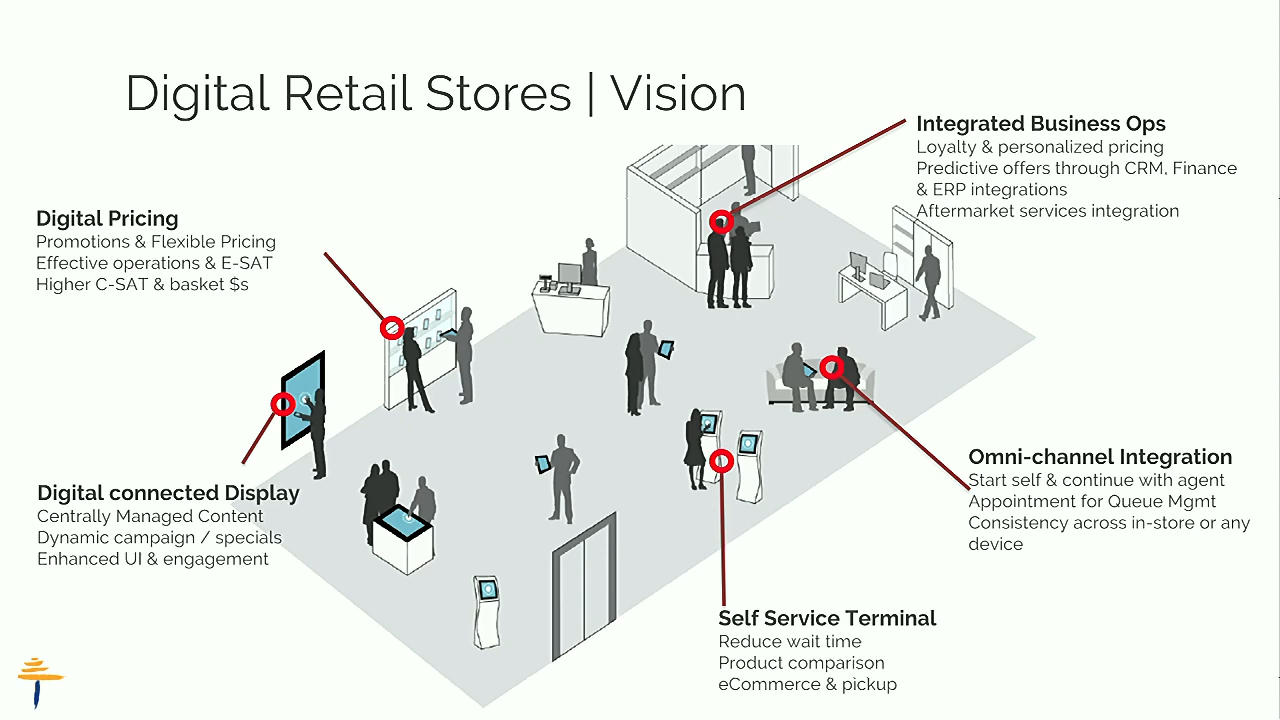 Digital Retail Stores | Vision
Integrated Business Ops
Loyalty & personalized pricing
Predictive offers through CRM, Finance
& ERP integrations
Aftermarket services integration
Digital Pricing
Promotions & Flexible Pricing
Effective operations & E-SAT
Higher C-SAT & basket $s
Digital connected Display
Centrally Managed Content
Dynamic campaign / specials
Enhanced UI & engagement
Omni-channel Integration
Start self & continue with agent
Appointment for Queue Mgmt
Consistency across in-store or any
device
Self Service Terminal
Reduce wait time
Product comparison
eCommerce & pickup